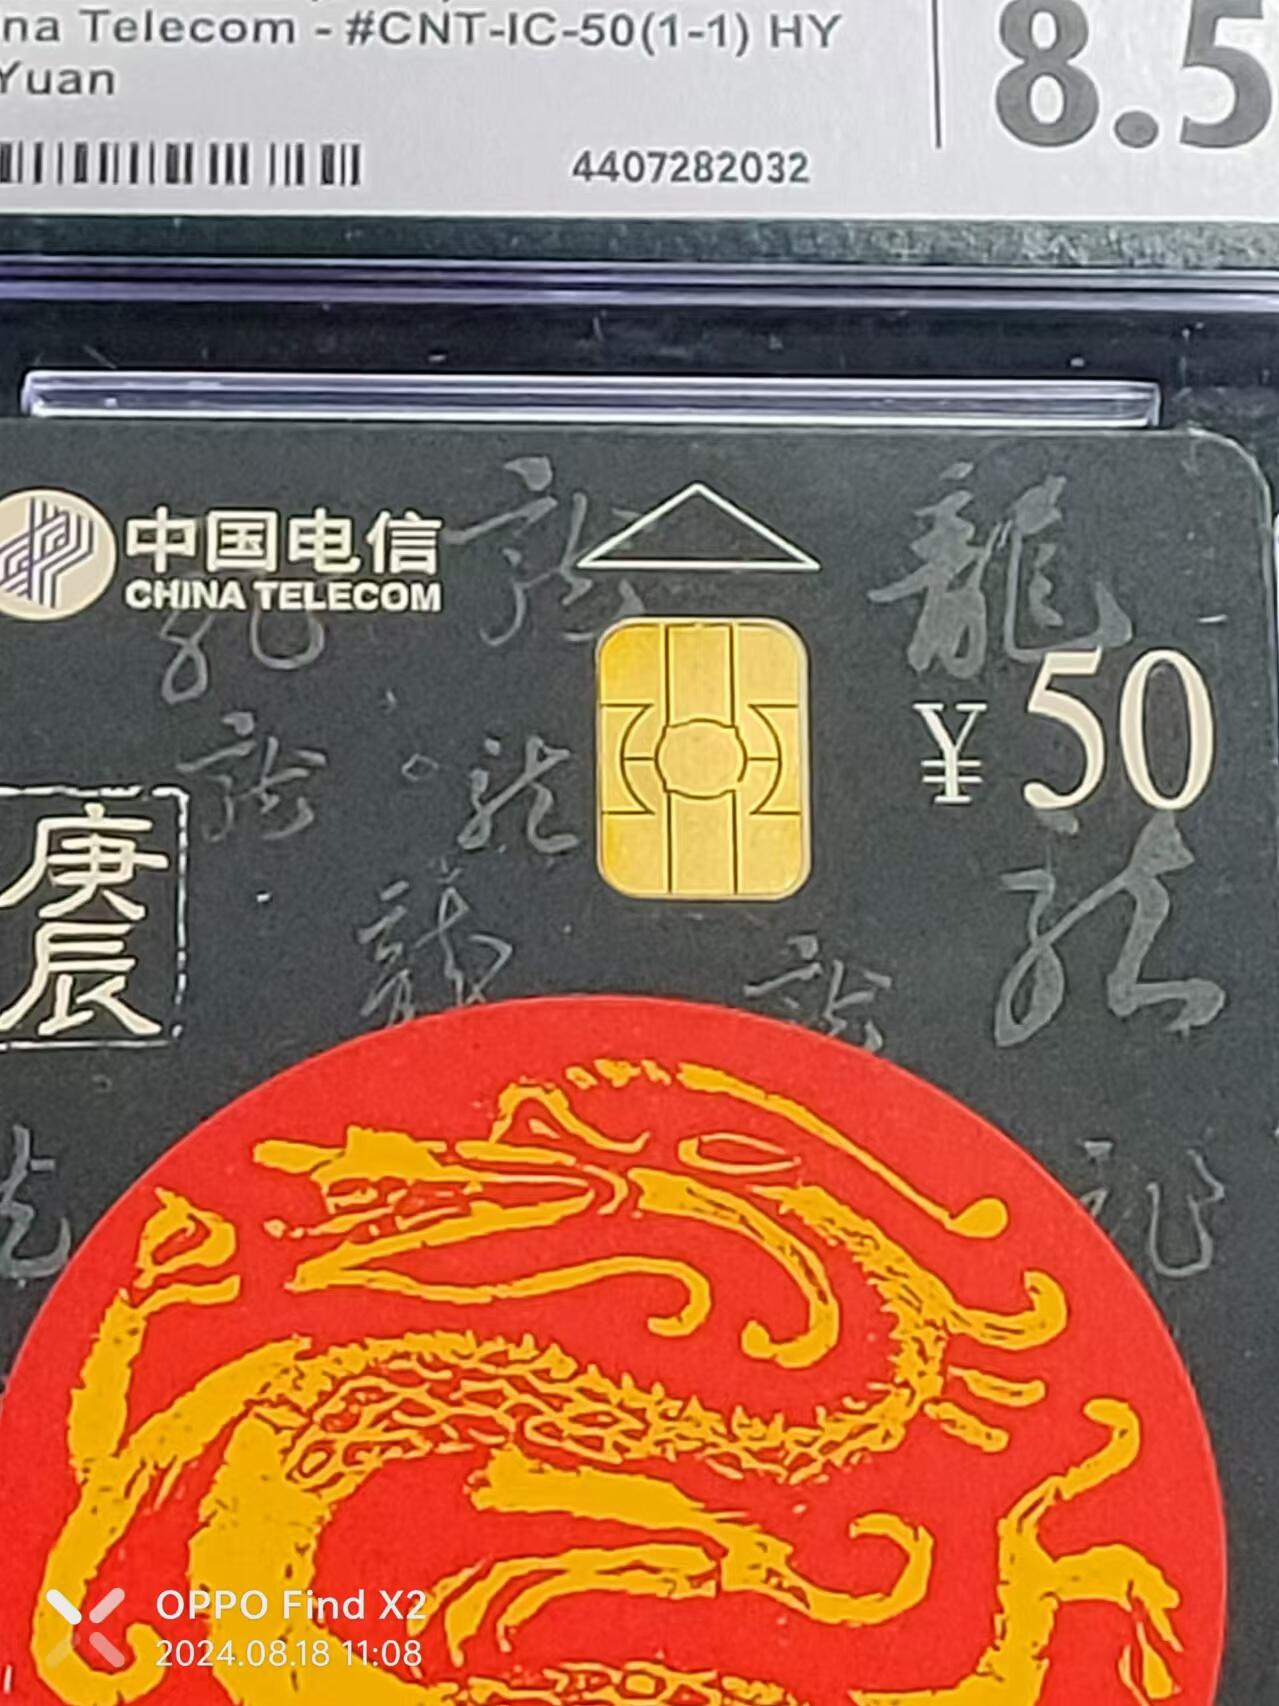 na Telecom - #CNT-IC-50(1-1) HY
Yuan
8.5
4407282032
中国电信
CHINA TELECOM
龍
¥50
庚辰
OPPO Find X2
2024.08.18 11:08